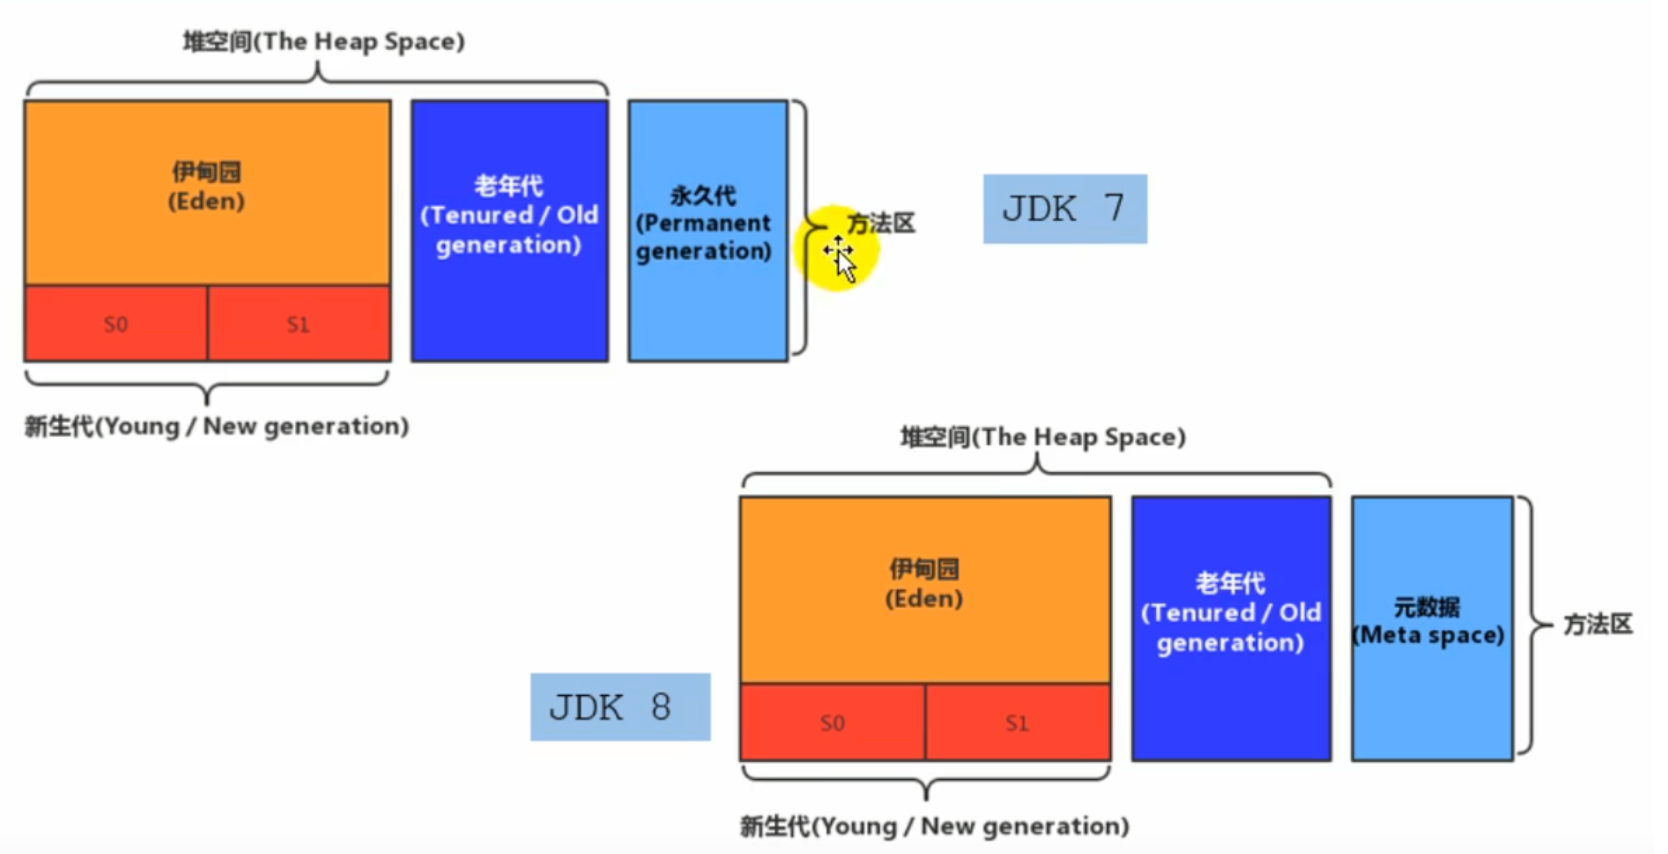 堆空间(The Heap Space)
伊甸园
(Eden)
S0
S1
老年代
(Tenured / Old
generation)
永久代
(Permanent
generation)
方法区
JDK 7
新生代(Young / New generation)
堆空间(The Heap Space)
伊甸园
(Eden)
S0
S1
老年代
(Tenured / Old
generation)
元数据
(Meta space)
方法区
JDK 8
新生代(Young / New generation)